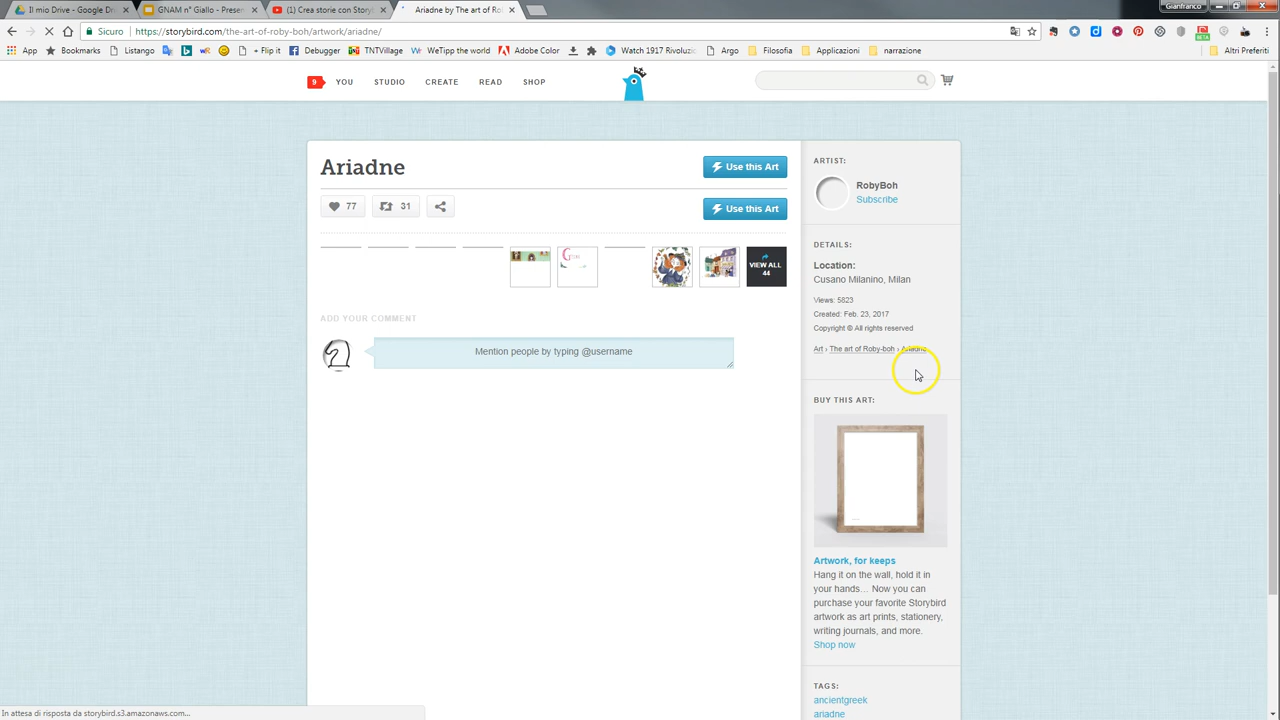 Il mio Drive - Google Dri
GNAM n° Giallo - Presen
(1) Crea storie con Storyb
Ariadne by The art of Ro
Gianfranco
Sicuro
https://storybird.com/the-art-of-roby-boh/artwork/ariadne/
App
Bookmarks
Listango
Flip it
Debugger
TNTVillage
WeTipp the World
Adobe Color
Watch 1917 Rivoluzio
Argo
Filosofia
Applicazioni
narrazione
Altri Preferiti
BETA
9 YOU STUDIO CREATE READ SHOP
Ariadne
Use this Art
77
31
Use this Art
VIEW ALL
44
ADD YOUR COMMENT
Mention people by typing @username
ARTIST:
RobyBoh
Subscribe
DETAILS:
Location:
Cusano Milanino, Milan
Views: 5823
Created: Feb. 23, 2017
Copyright © All rights reserved
Art › The art of Roby-boh › Ariadne
BUY THIS ART:
Artwork, for keeps
Hang it on the wall, hold it in
your hands... Now you can
purchase your favorite Storybird
artwork as art prints, stationery,
writing journals, and more.
Shop now
TAGS:
ancientgreek
ariadne
In attesa di risposta da storybird.s3.amazonaws.com...